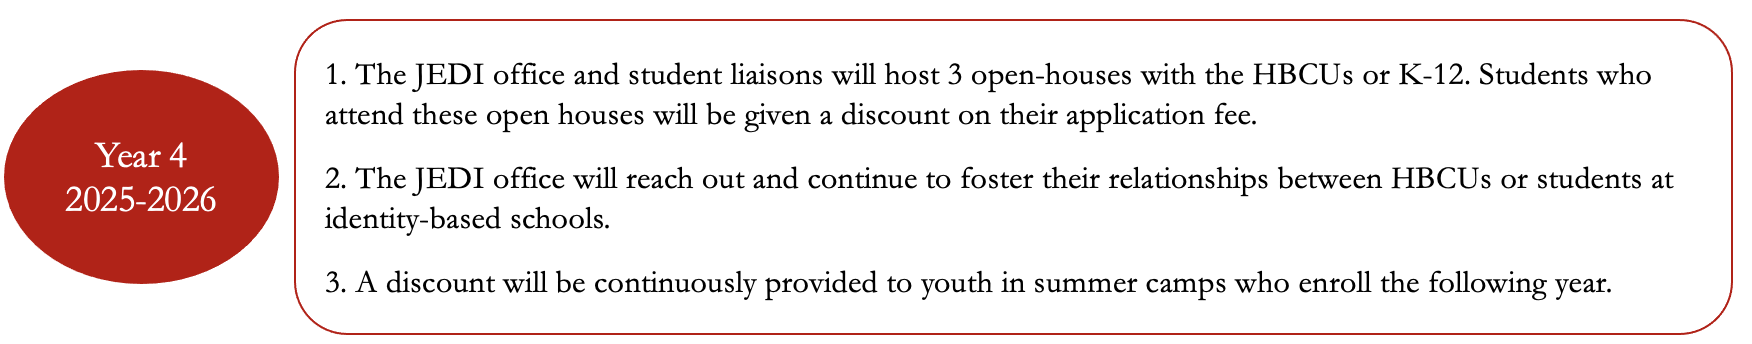 Year 4
2025-2026
1. The JEDI office and student liaisons will host 3 open-houses with the HBCUs or K-12. Students who
attend these open houses will be given a discount on their application fee.
2. The JEDI office will reach out and continue to foster their relationships between HBCUs or students at
identity-based schools.
3. A discount will be continuously provided to youth in summer camps who enroll the following year.